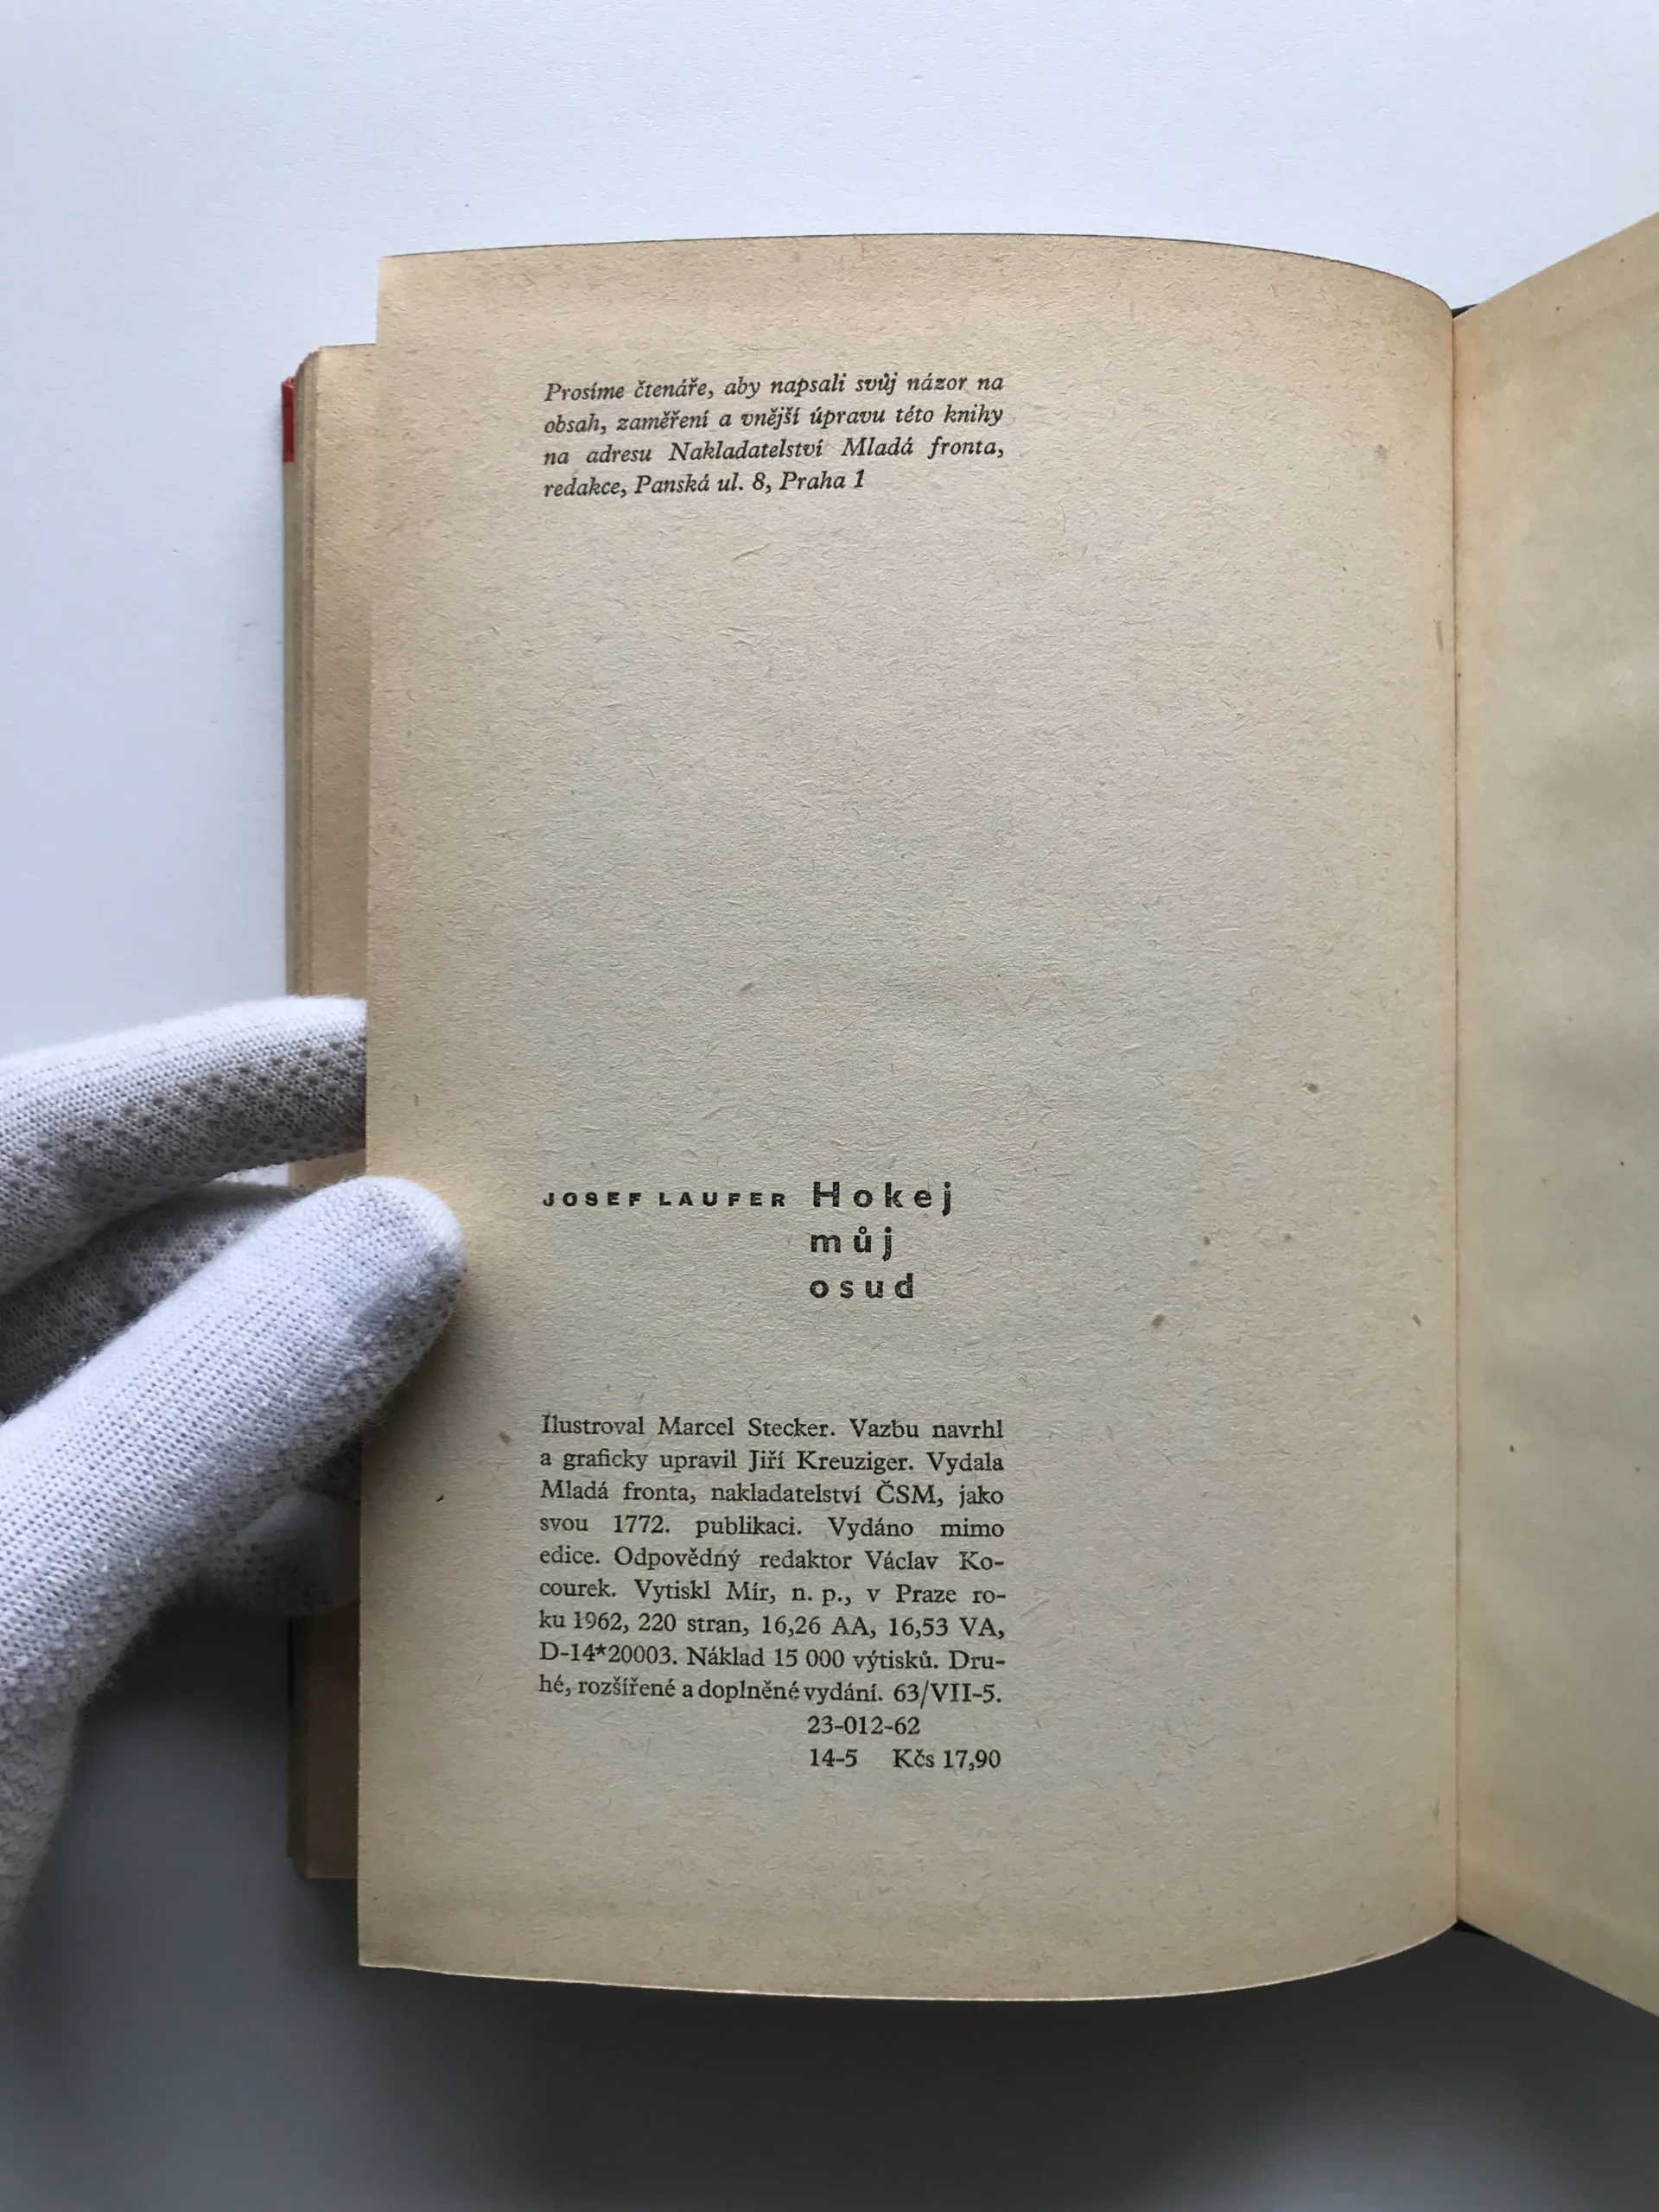 Prosíme čtenáře, aby napsali svůj názor na
obsah, zaměření a vnější úpravu této knihy
na adresu Nakladatelství Mladá fronta,
redakce, Panská ul. 8, Praha 1
JOSEF LAUFER Hokej
můj
osud
Ilustroval Marcel Stecker. Vazbu navrhl
a graficky upravil Jiří Kreuziger. Vydala
Mladá fronta, nakladatelství ČSM, jako
svou 1772. publikaci. Vydáno mimo
edice. Odpovědný redaktor Václav Ko-
courek. Vytiskl Mír, n. p., v Praze ro-
ku 1962, 220 stran, 16,26 AA, 16,53 VA,
D-14*20003. Náklad 15 000 výtisků. Dru-
hé, rozšířené a doplněné vydání. 63/VII-5.
23-012-62
14-5 Kčs 17,90